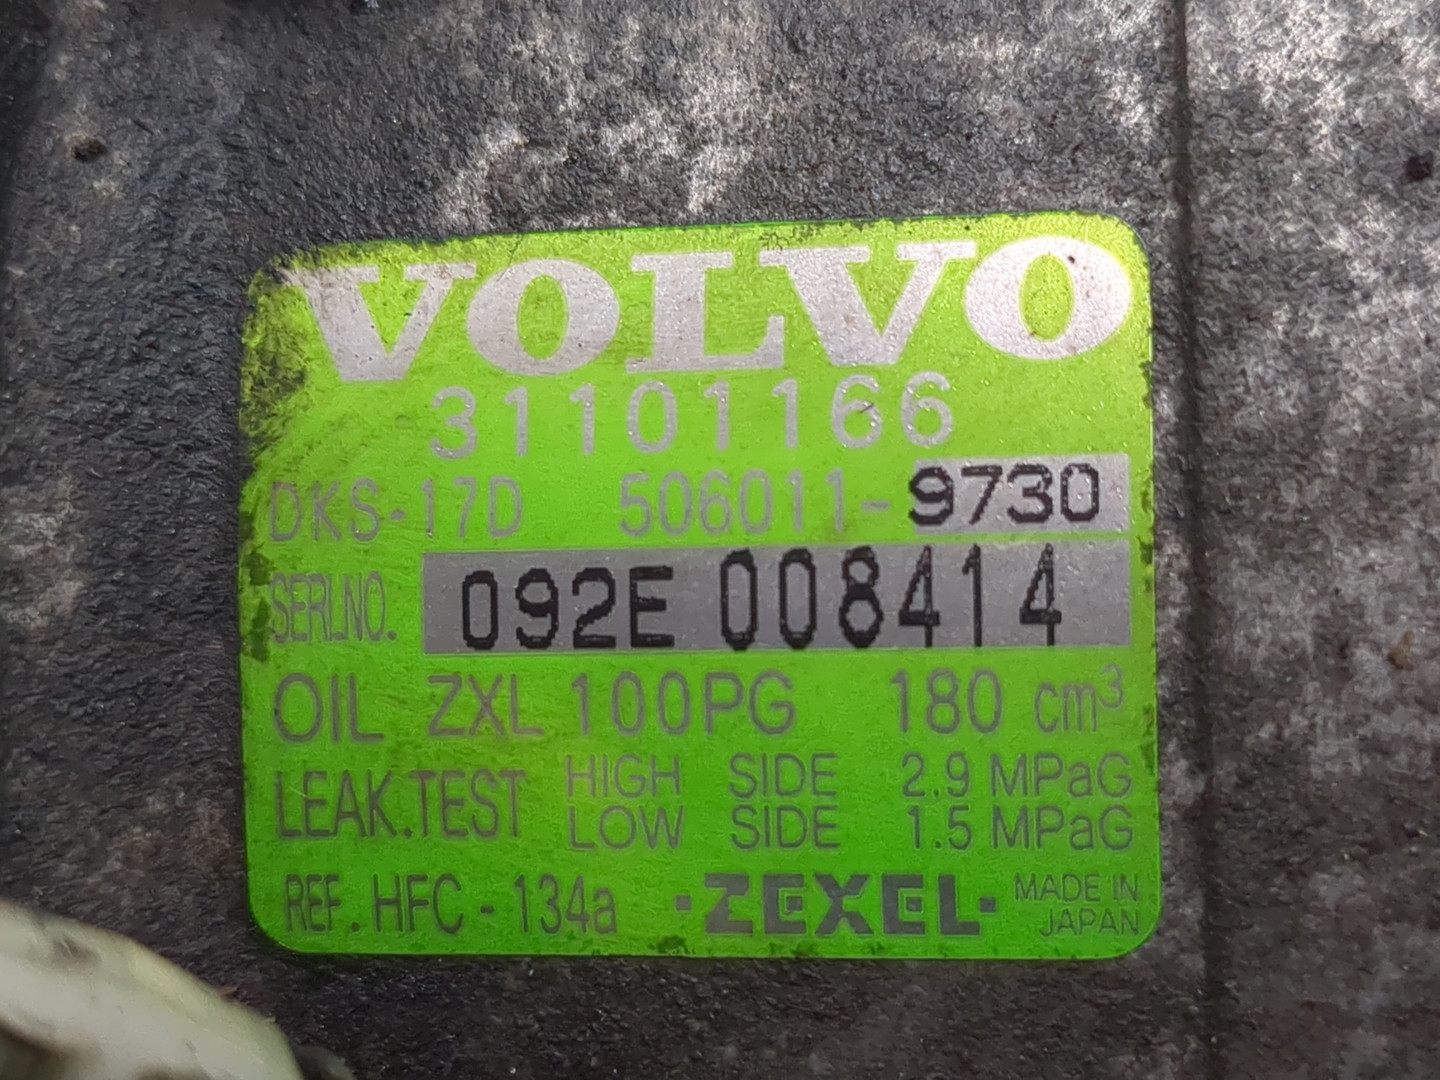 VOLVO
31101166
DKS-17D 506011-9730
SERI.NO. 092E 008414
OIL ZXL 100PG 180 cm³
LEAK.TEST HIGH SIDE 2.9 MPaG
LOW SIDE 1.5 MPaG
REF. HFC-134a ·ZEXEL· MADE IN
JAPAN